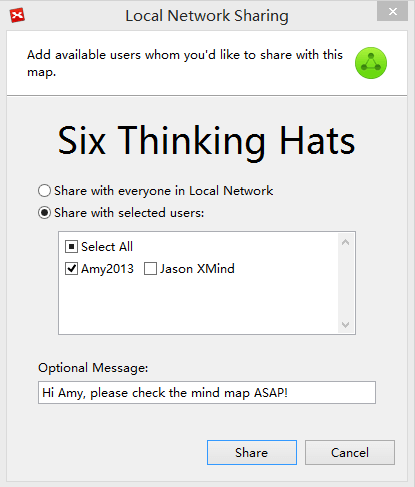 Local Network Sharing
Add available users whom you'd like to share with this
map.
Six Thinking Hats
Share with everyone in Local Network
Share with selected users:
Select All
Amy2013 Jason XMind
Optional Message:
Hi Amy, please check the mind map ASAP!
Share Cancel